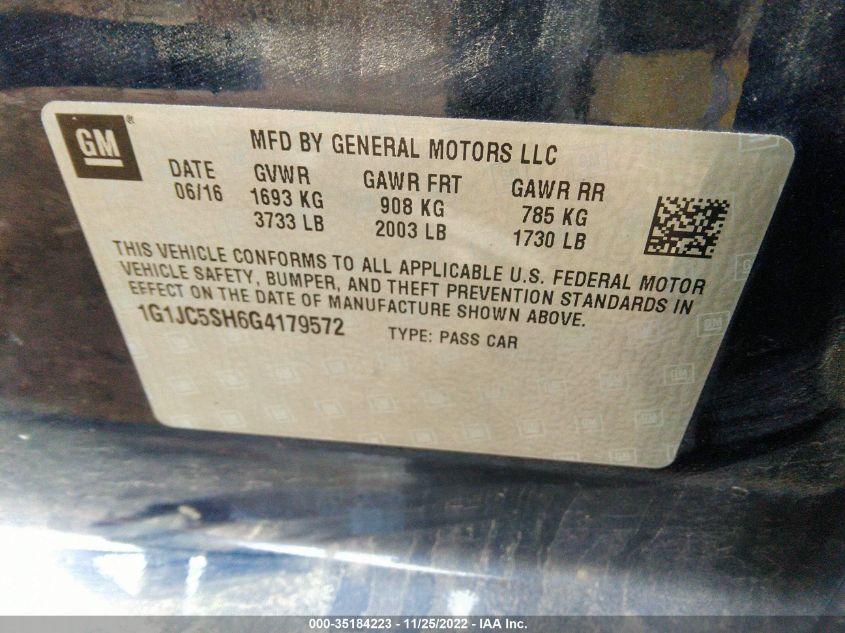 GM®
MFD BY GENERAL MOTORS LLC
DATE GVWR GAWR FRT GAWR RR
06/16 1693 KG 908 KG 785 KG
3733 LB 2003 LB 1730 LB
THIS VEHICLE CONFORMS TO ALL APPLICABLE U.S. FEDERAL MOTOR
VEHICLE SAFETY, BUMPER, AND THEFT PREVENTION STANDARDS IN
EFFECT ON THE DATE OF MANUFACTURE SHOWN ABOVE.
1G1JC5SH6G4179572 TYPE: PASS CAR
000-35184223 - 11/25/2022 - IAA Inc.